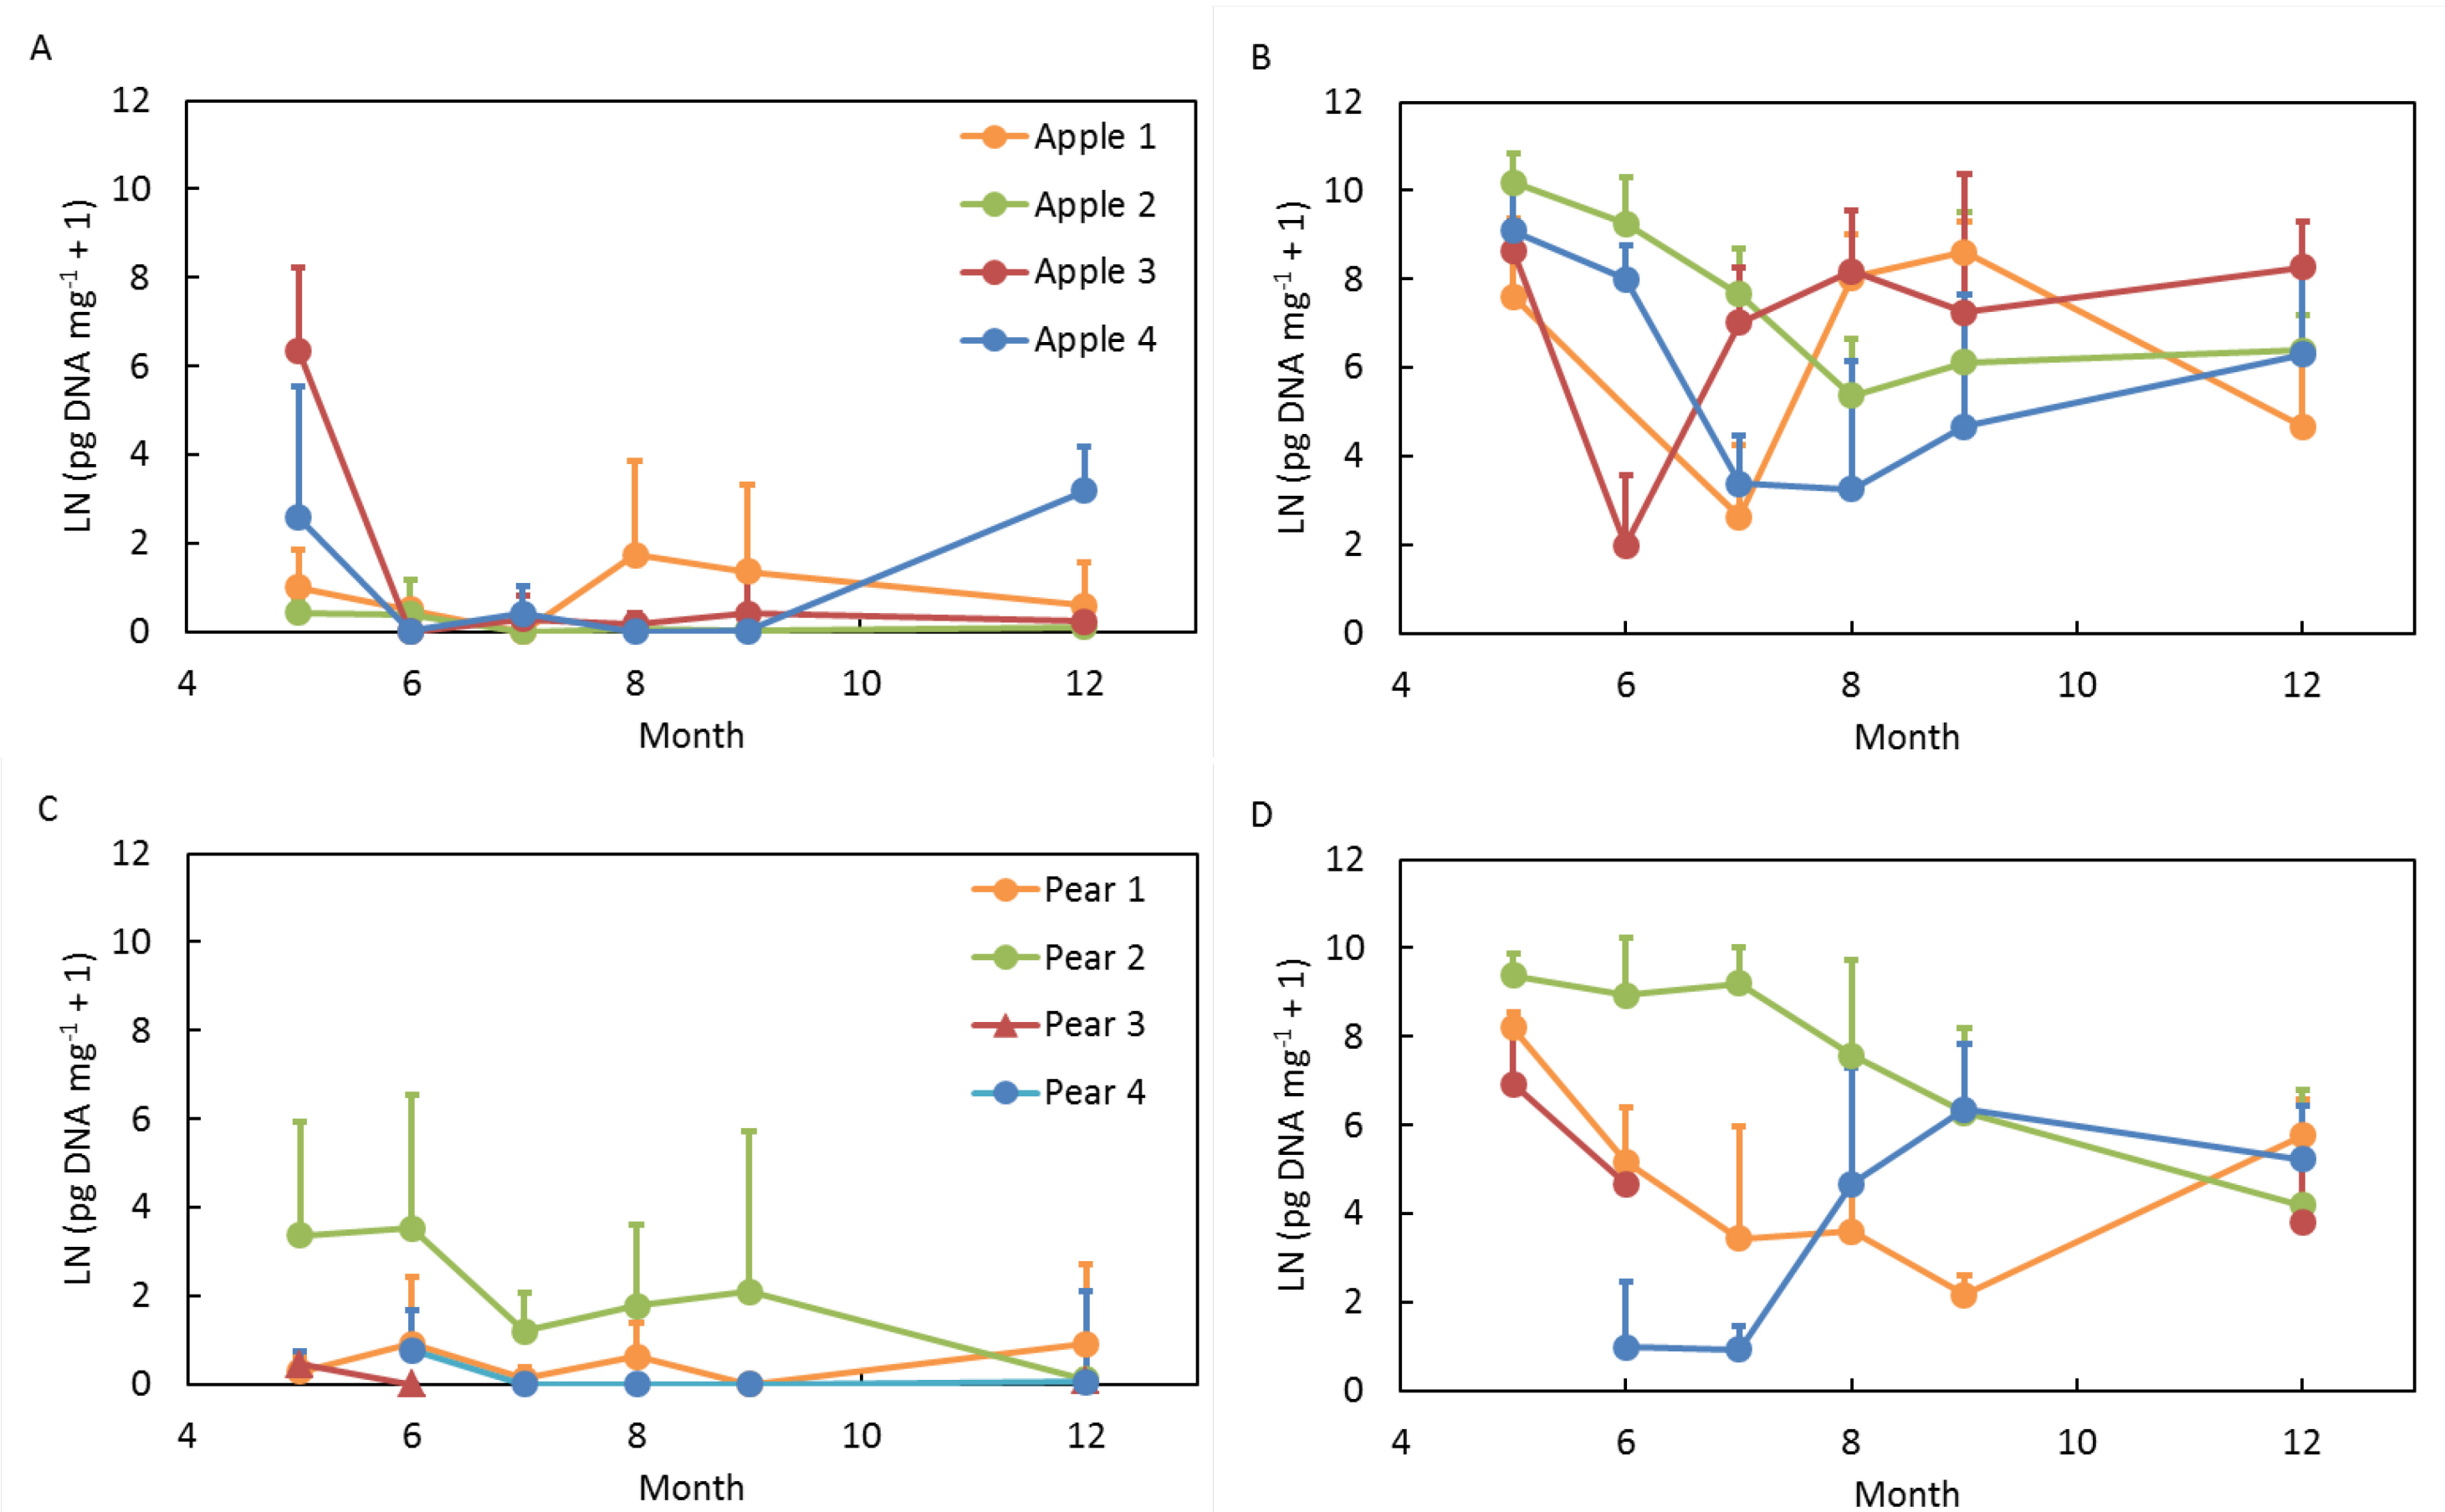 A
12
10
8
6
4
2
0
LN (pg DNA mg⁻¹ + 1)
Apple 1
Apple 2
Apple 3
Apple 4
4 6 8 10 12
Month
B
12
10
8
6
4
2
0
LN (pg DNA mg⁻¹ + 1)
4 6 8 10 12
Month
C
12
10
8
6
4
2
0
LN (pg DNA mg⁻¹ + 1)
Pear 1
Pear 2
Pear 3
Pear 4
4 6 8 10 12
Month
D
12
10
8
6
4
2
0
LN (pg DNA mg⁻¹ + 1)
4 6 8 10 12
Month